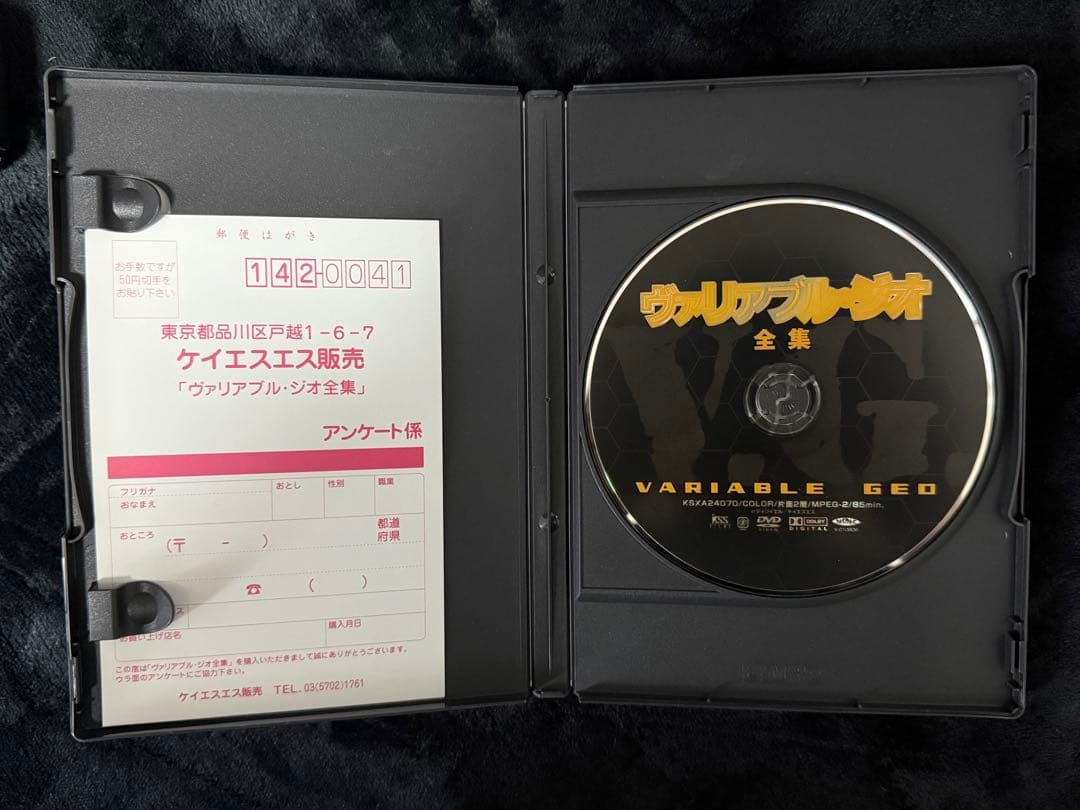 郵便はがき
お手数ですが
50円切手を
お貼り下さい
142-0041
東京都品川区戸越1-6-7
ケイエスエス販売
「ヴァリアブル・ジオ全集」
アンケート係
フリガナ
おなまえ
おとし
性別
職業
おところ
(〒 - )
都道
府県
☎ ( )
ス
お買い上げ店名
購入月日
この度は「ヴァリアブル・ジオ全集」を購入いただきまして誠にありがとうございます。
ウラ面のアンケートにご協力下さい。
ケイエスエス販売 TEL.03(5702)1761
ヴァリアブル・ジオ
全集
V.G.
VARIABLE GEO
KSXA24070/COLOR/片面2層/MPEG-2/85min.
KSS
DVD
VIDEO
DOLBY
DIGITAL